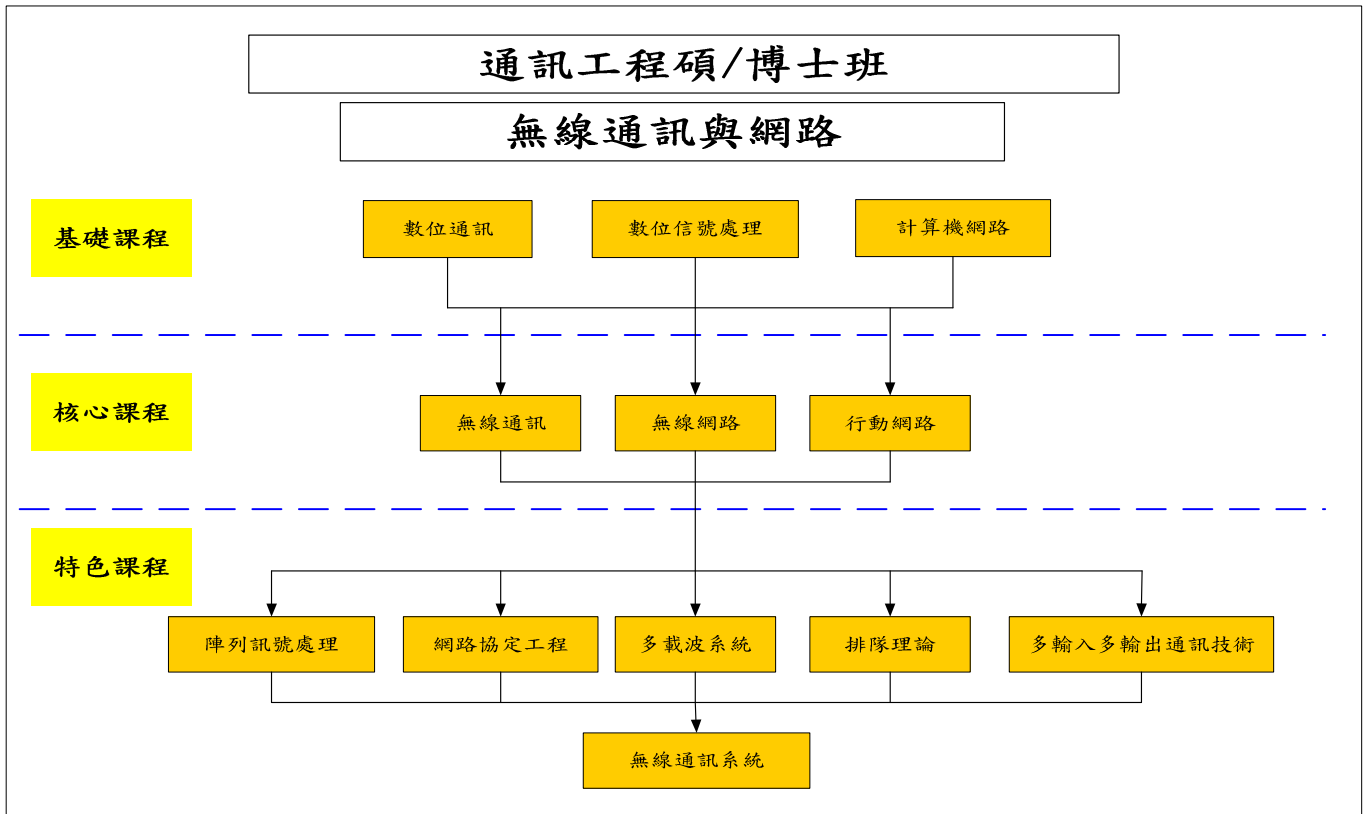 通訊工程碩/博士班
無線通訊與網路
基礎課程
數位通訊
數位信號處理
計算機網路
核心課程
無線通訊
無線網路
行動網路
特色課程
陣列訊號處理
網路協定工程
多載波系統
排隊理論
多輸入多輸出通訊技術
無線通訊系統